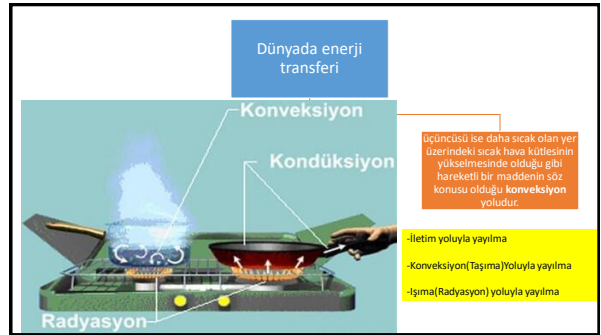 Dünyada enerji
transferi
Konveksiyon
Kondüksiyon
Radyasyon
üçüncüsü ise daha sıcak olan yer
üzerindeki sıcak hava kütlesinin
yükselmesinde olduğu gibi
hareketli bir maddenin söz
konusu olduğu konveksiyon
yoludur.
-İletim yoluyla yayılma
-Konveksiyon(Taşıma)Yoluyla yayılma
-Işıma(Radyasyon) yoluyla yayılma